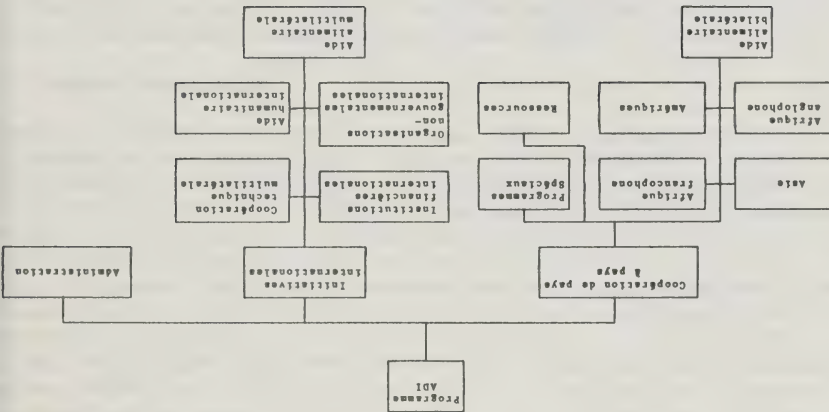 Programme
ADI
Coopération de pays
à pays
Initiatives
internationales
Administration
Asie
Afrique
francophone
Programmes
Spéciaux
Institutions
financières
internationales
Coopération
technique
multilatérale
Afrique
anglophone
Amériques
Ressources
Organisations
non-
gouvernementales
internationales
Aide
humanitaire
internationale
Aide
alimentaire
bilatérale
Aide
alimentaire
multilatérale